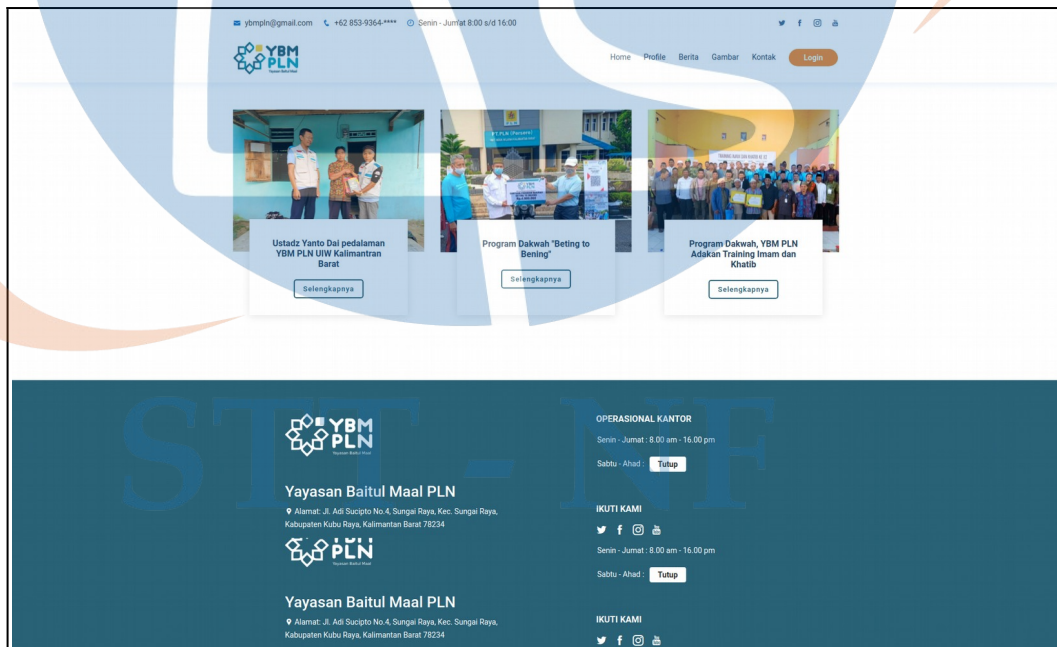 ybmpln@gmail.com +62 853-9364-**** Senin - Jum'at 8:00 s/d 16:00
YBM
PLN
Yayasan Baitul Maal
Home Profile Berita Gambar Kontak Login
PT.PLN (Persero)
Ustadz Yanto Dai pedalaman
YBM PLN UIW Kalimantran
Barat
Selengkapnya
Program Dakwah "Beting to
Bening"
Selengkapnya
Program Dakwah, YBM PLN
Adakan Training Imam dan
Khatib
Selengkapnya
STT - NF
YBM
PLN
Yayasan Baitul Maal
Yayasan Baitul Maal PLN
Alamat: Jl. Adi Sucipto No.4, Sungai Raya, Kec. Sungai Raya,
Kabupaten Kubu Raya, Kalimantan Barat 78234
PLN
Yayasan Baitul Maal
Yayasan Baitul Maal PLN
Alamat: Jl. Adi Sucipto No.4, Sungai Raya, Kec. Sungai Raya,
Kabupaten Kubu Raya, Kalimantan Barat 78234
OPERASIONAL KANTOR
Senin - Jumat : 8.00 am - 16.00 pm
Sabtu - Ahad : Tutup
IKUTI KAMI
Senin - Jumat : 8.00 am - 16.00 pm
Sabtu - Ahad : Tutup
IKUTI KAMI